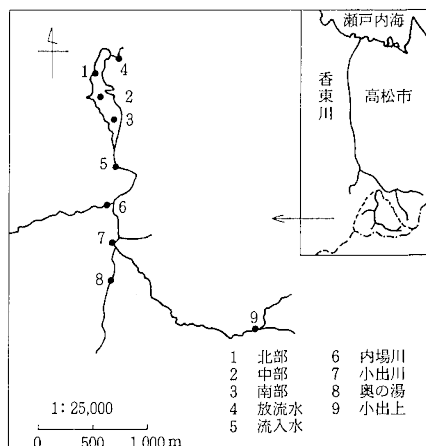 瀬戸内海
香東川
高松市
1
2
3
4
5
6
7
8
9
1 北部
2 中部
3 南部
4 放流水
5 流入水
6 内場川
7 小出川
8 奥の湯
9 小出上
1:25,000
0 500 1,000m